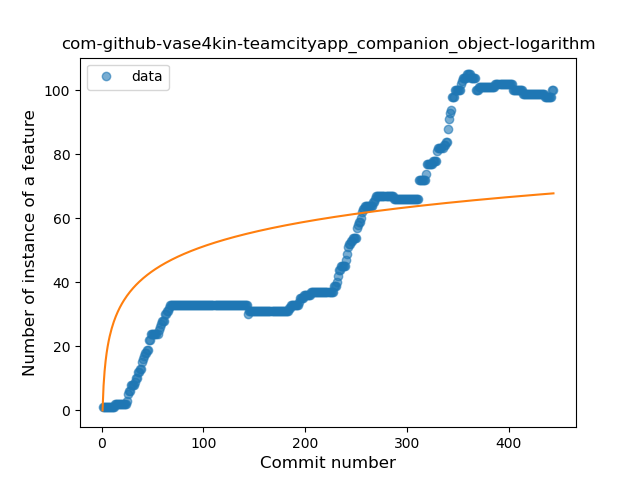 com-github-vase4kin-teamcityapp_companion_object-logarithm
data
Number of instance of a feature
100
80
60
40
20
0
0 100 200 300 400
Commit number